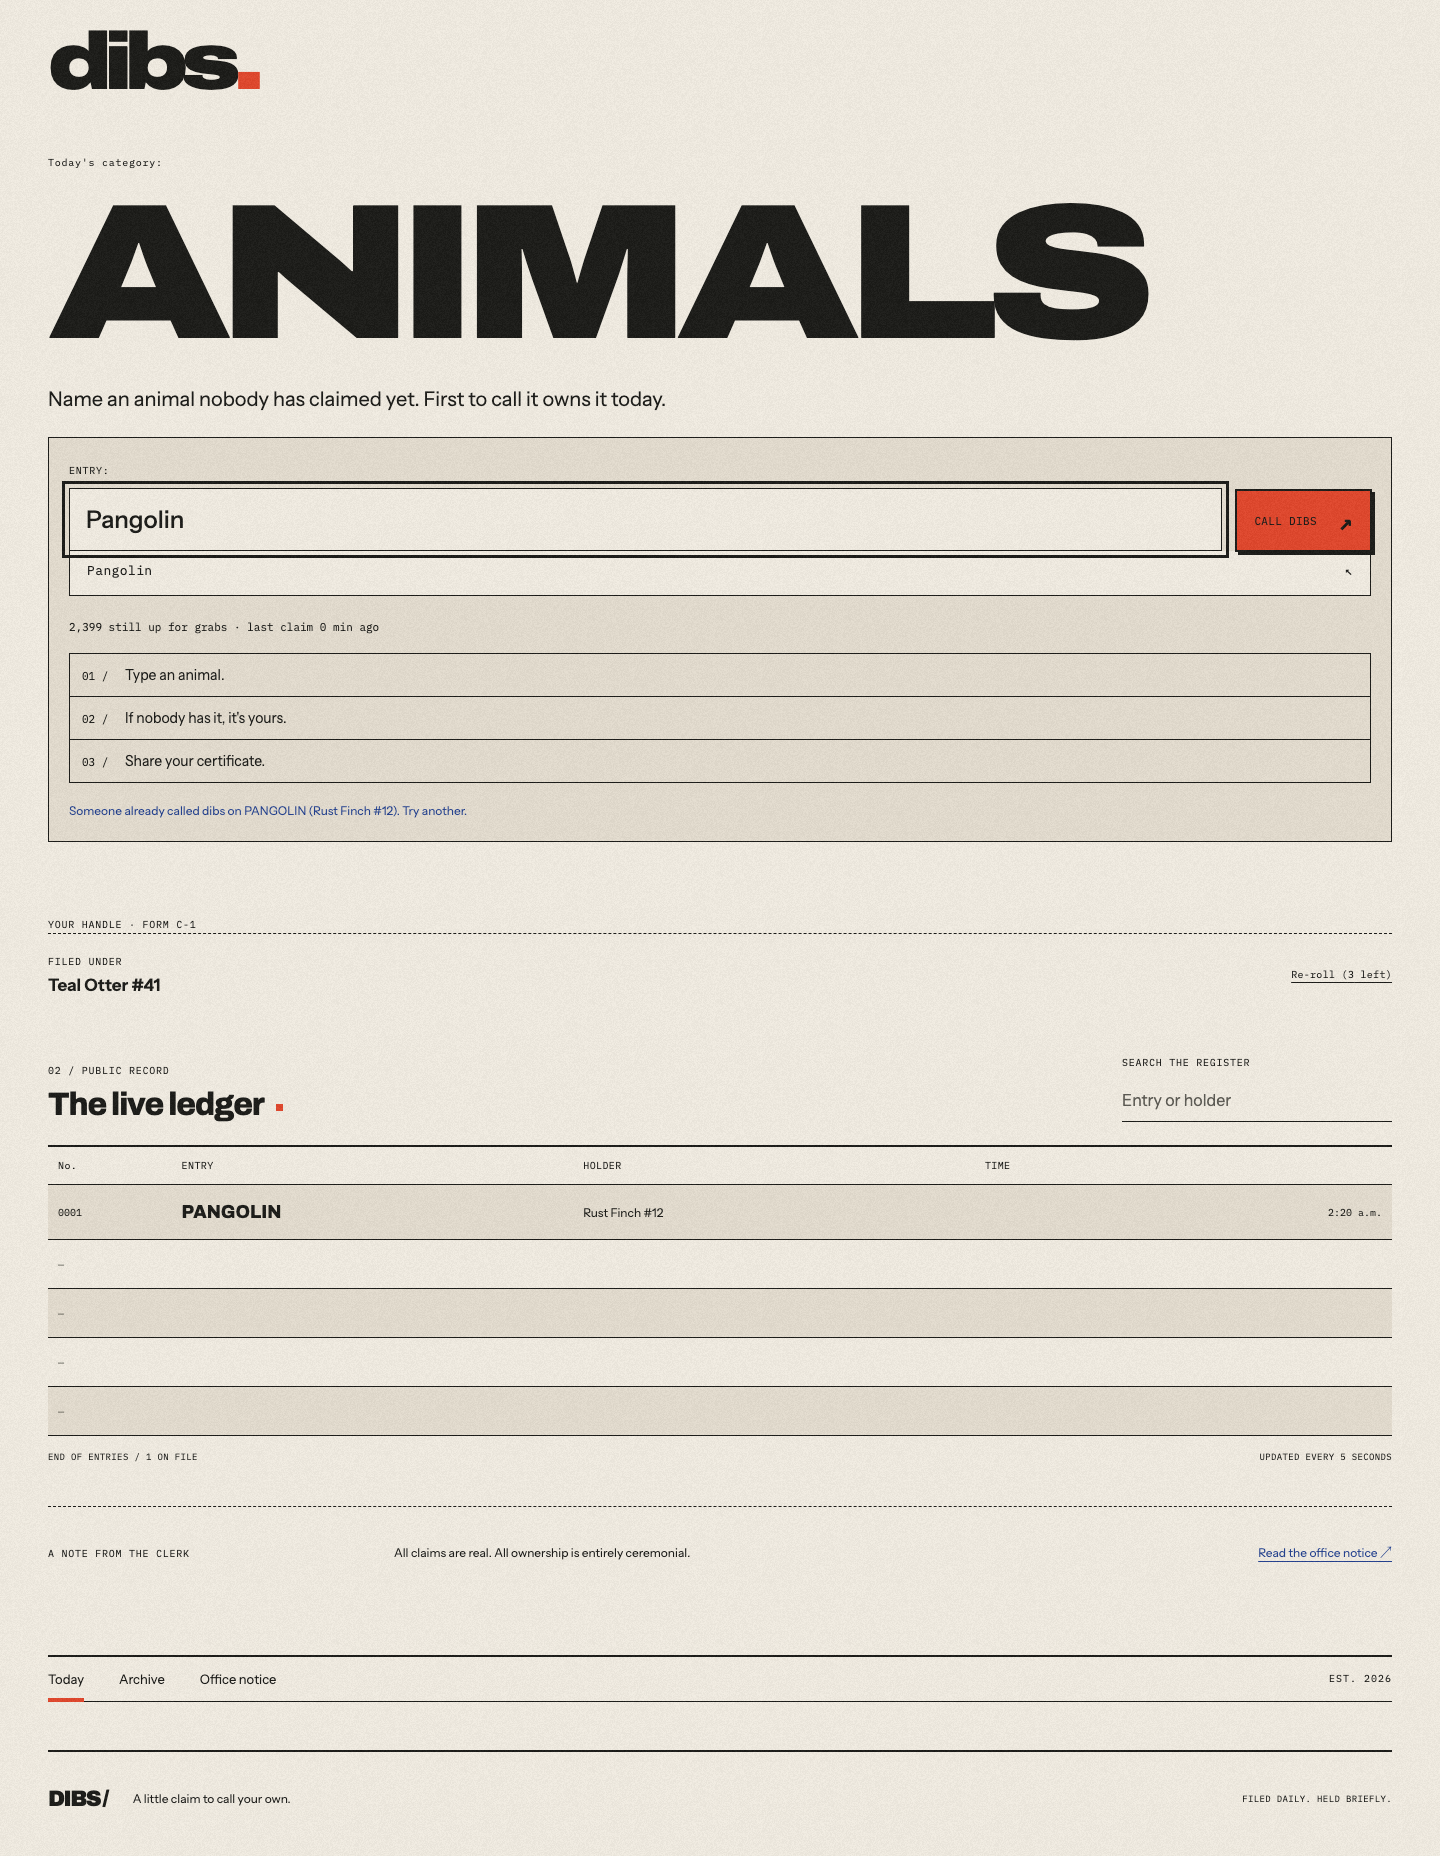 dibs.
Today's category:
ANIMALS
Name an animal nobody has claimed yet. First to call it owns it today.
ENTRY:
Pangolin
CALL DIBS ↗
Pangolin ↖
2,399 still up for grabs · last claim 0 min ago
01 / Type an animal.
02 / If nobody has it, it's yours.
03 / Share your certificate.
Someone already called dibs on PANGOLIN (Rust Finch #12). Try another.
YOUR HANDLE · FORM C-1
FILED UNDER
Teal Otter #41
Re-roll (3 left)
02 / PUBLIC RECORD
The live ledger
SEARCH THE REGISTER
Entry or holder
No. ENTRY HOLDER TIME
0001 PANGOLIN Rust Finch #12 2:20 a.m.
—
—
—
—
END OF ENTRIES / 1 ON FILE UPDATED EVERY 5 SECONDS
A NOTE FROM THE CLERK All claims are real. All ownership is entirely ceremonial. Read the office notice ↗
Today Archive Office notice EST. 2026
DIBS/ A little claim to call your own. FILED DAILY. HELD BRIEFLY.